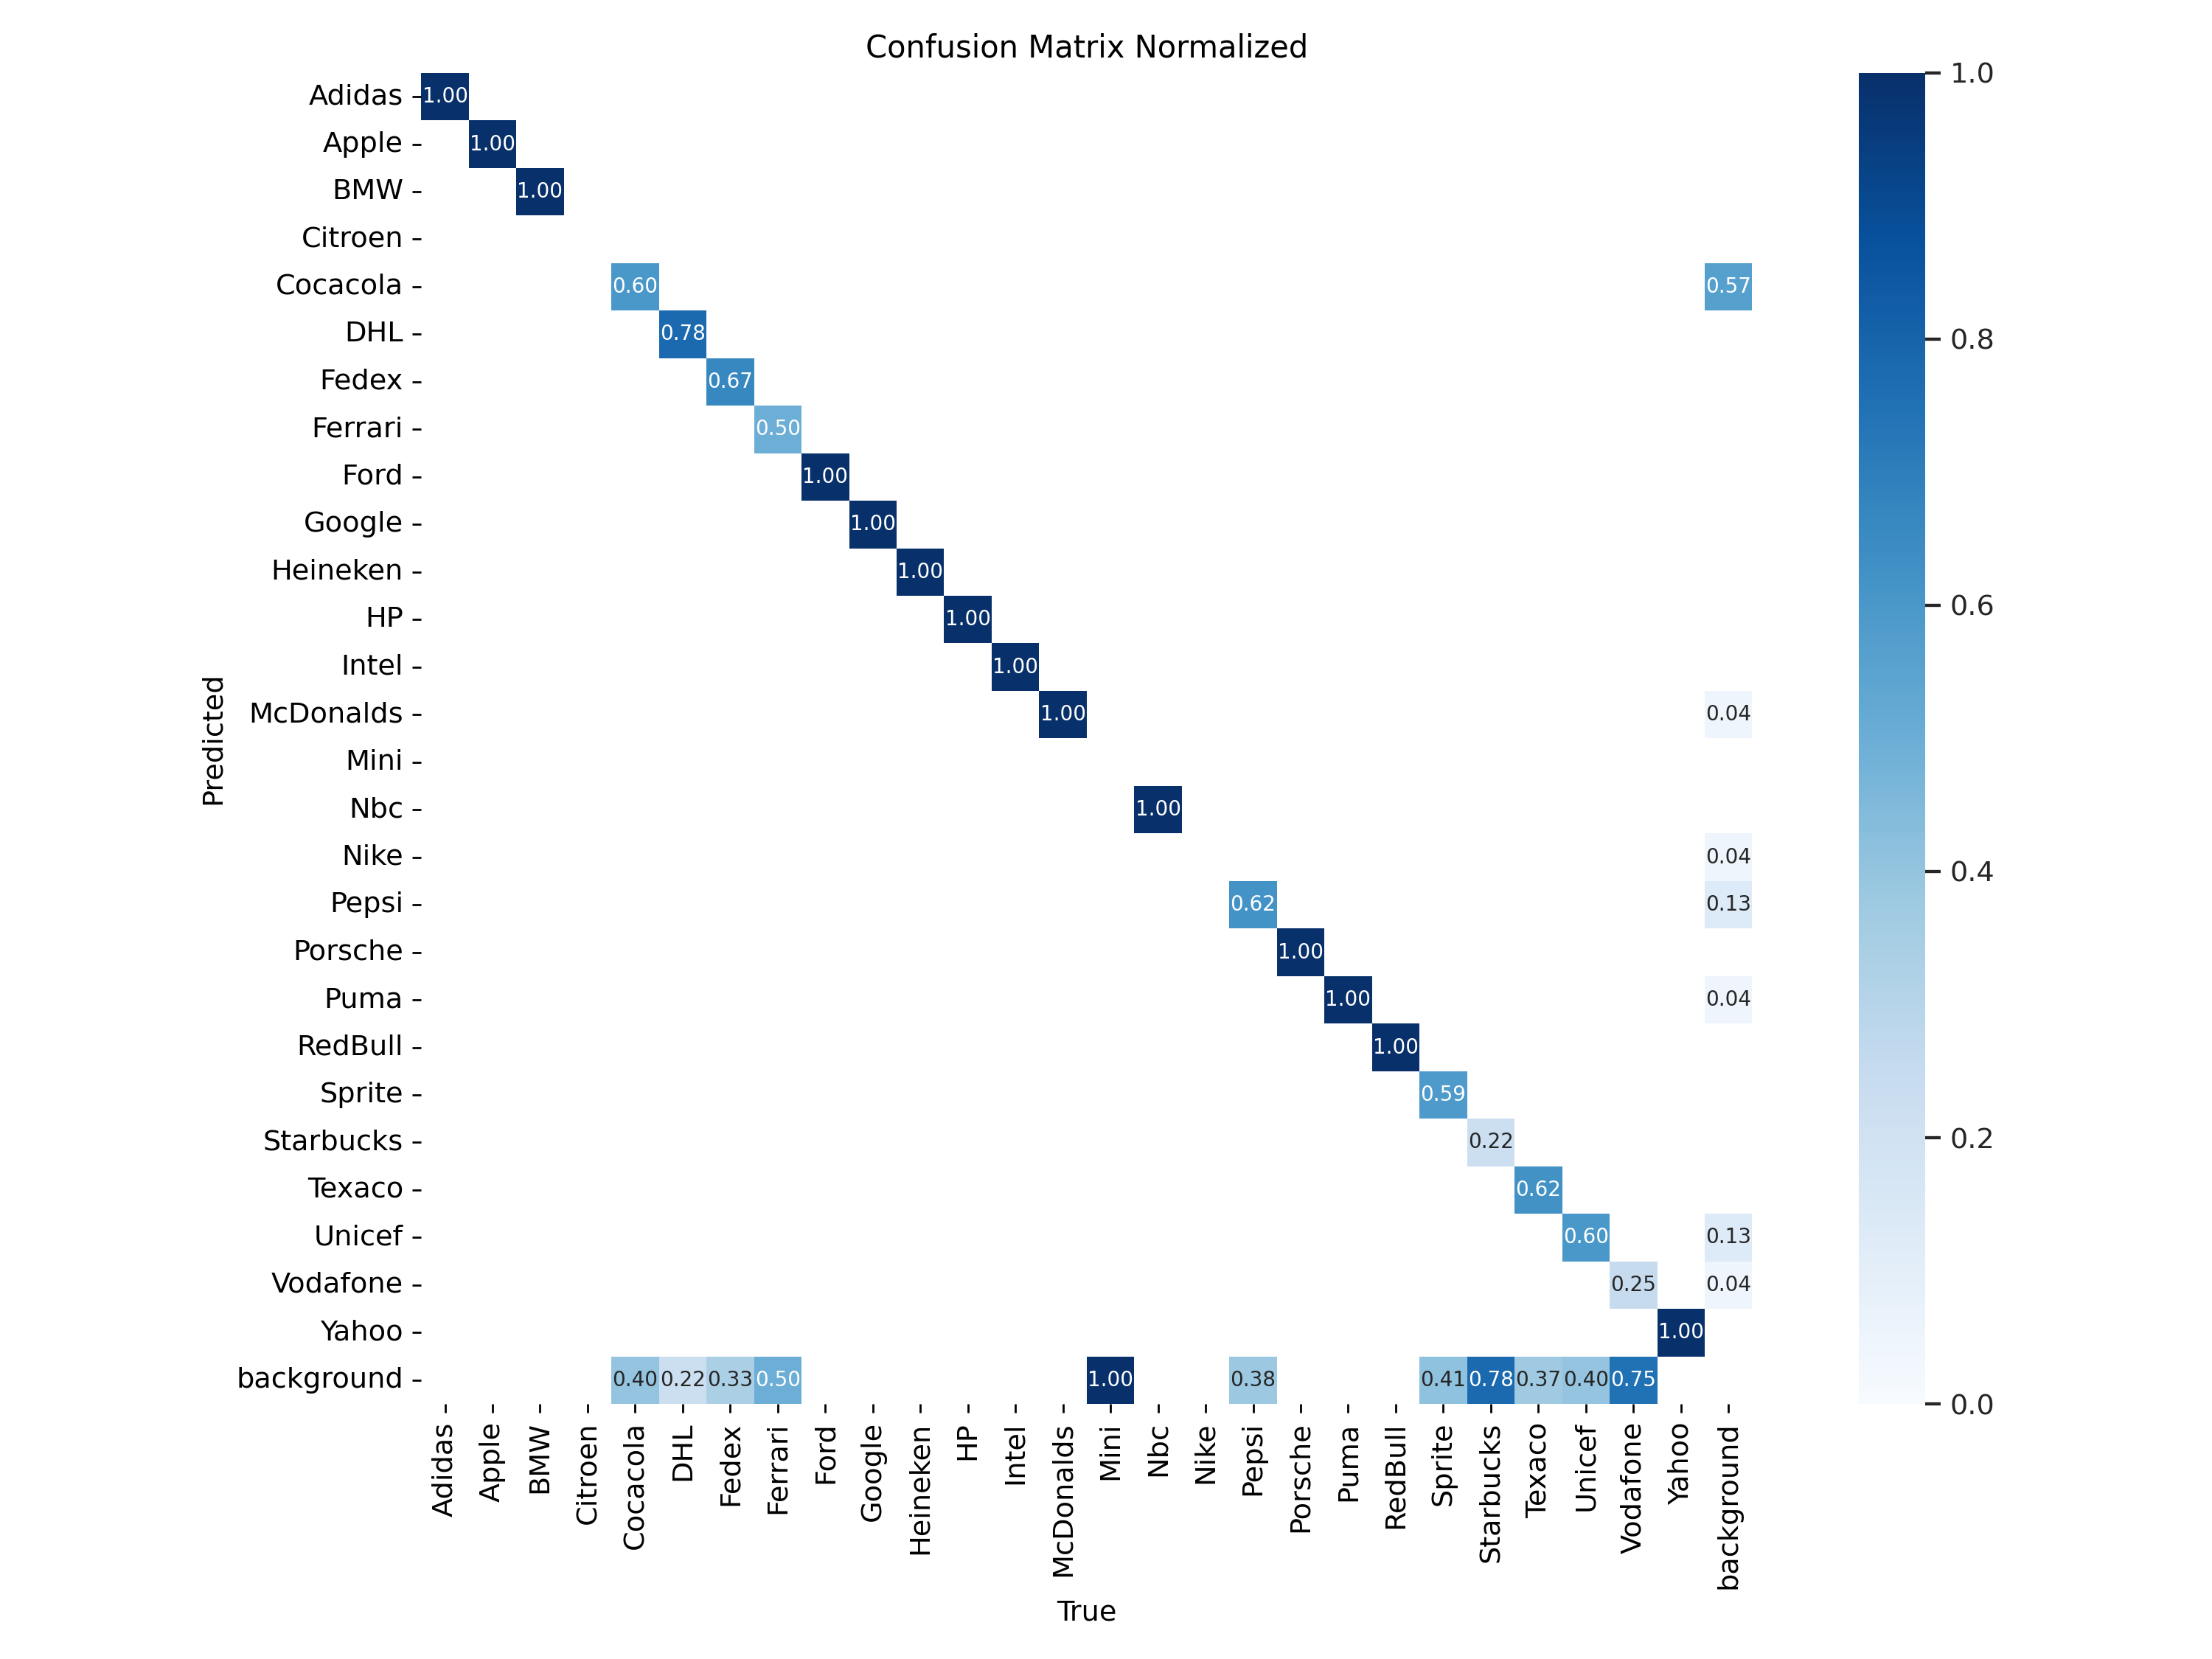 Confusion Matrix Normalized
Adidas 1.00
Apple 1.00
BMW 1.00
Citroen
Cocacola 0.60 0.57
DHL 0.78
Fedex 0.67
Ferrari 0.50
Ford 1.00
Google 1.00
Heineken 1.00
HP 1.00
Intel 1.00
McDonalds 1.00 0.04
Mini
Nbc 1.00
Nike 0.04
Pepsi 0.62 0.13
Porsche 1.00
Puma 1.00 0.04
RedBull 1.00
Sprite 0.59
Starbucks 0.22
Texaco 0.62
Unicef 0.60 0.13
Vodafone 0.25 0.04
Yahoo 1.00
background 0.40 0.22 0.33 0.50 1.00 0.38 0.41 0.78 0.37 0.40 0.75
Predicted
Adidas Apple BMW Citroen Cocacola DHL Fedex Ferrari Ford Google Heineken HP Intel McDonalds Mini Nbc Nike Pepsi Porsche Puma RedBull Sprite Starbucks Texaco Unicef Vodafone Yahoo background
True
1.0
0.8
0.6
0.4
0.2
0.0